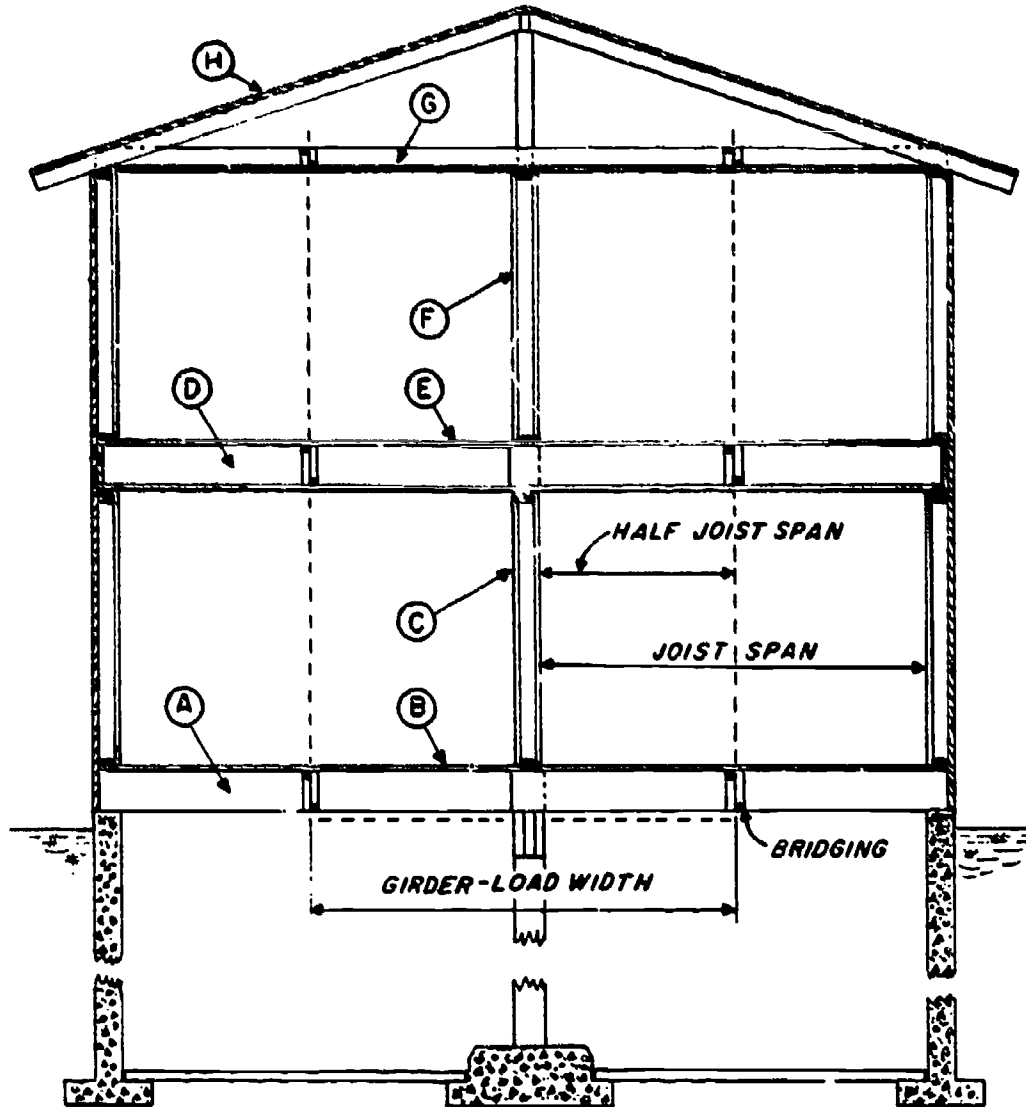 H
G
F
D
E
HALF JOIST SPAN
C
JOIST SPAN
A
B
BRIDGING
GIRDER-LOAD WIDTH